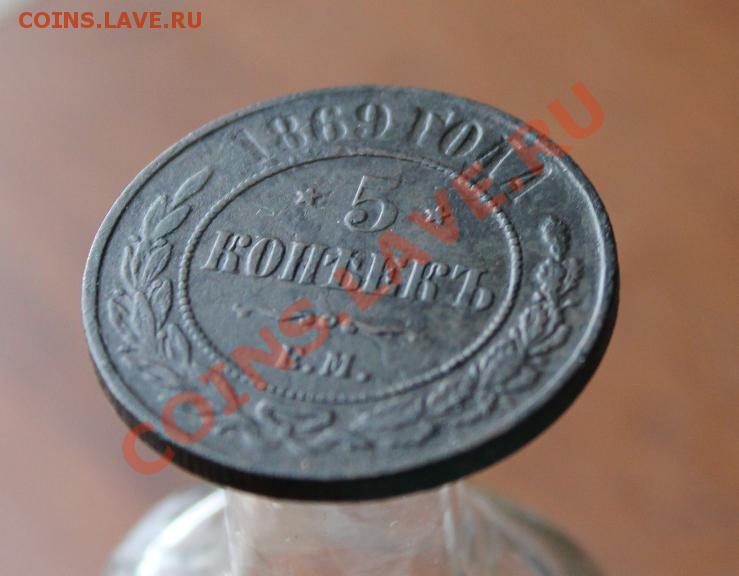 COINS.LAVE.RU
1869 ГОДА
* 5 *
КОПѢЕКЪ
Е.М.
COINS.LAVE.RU